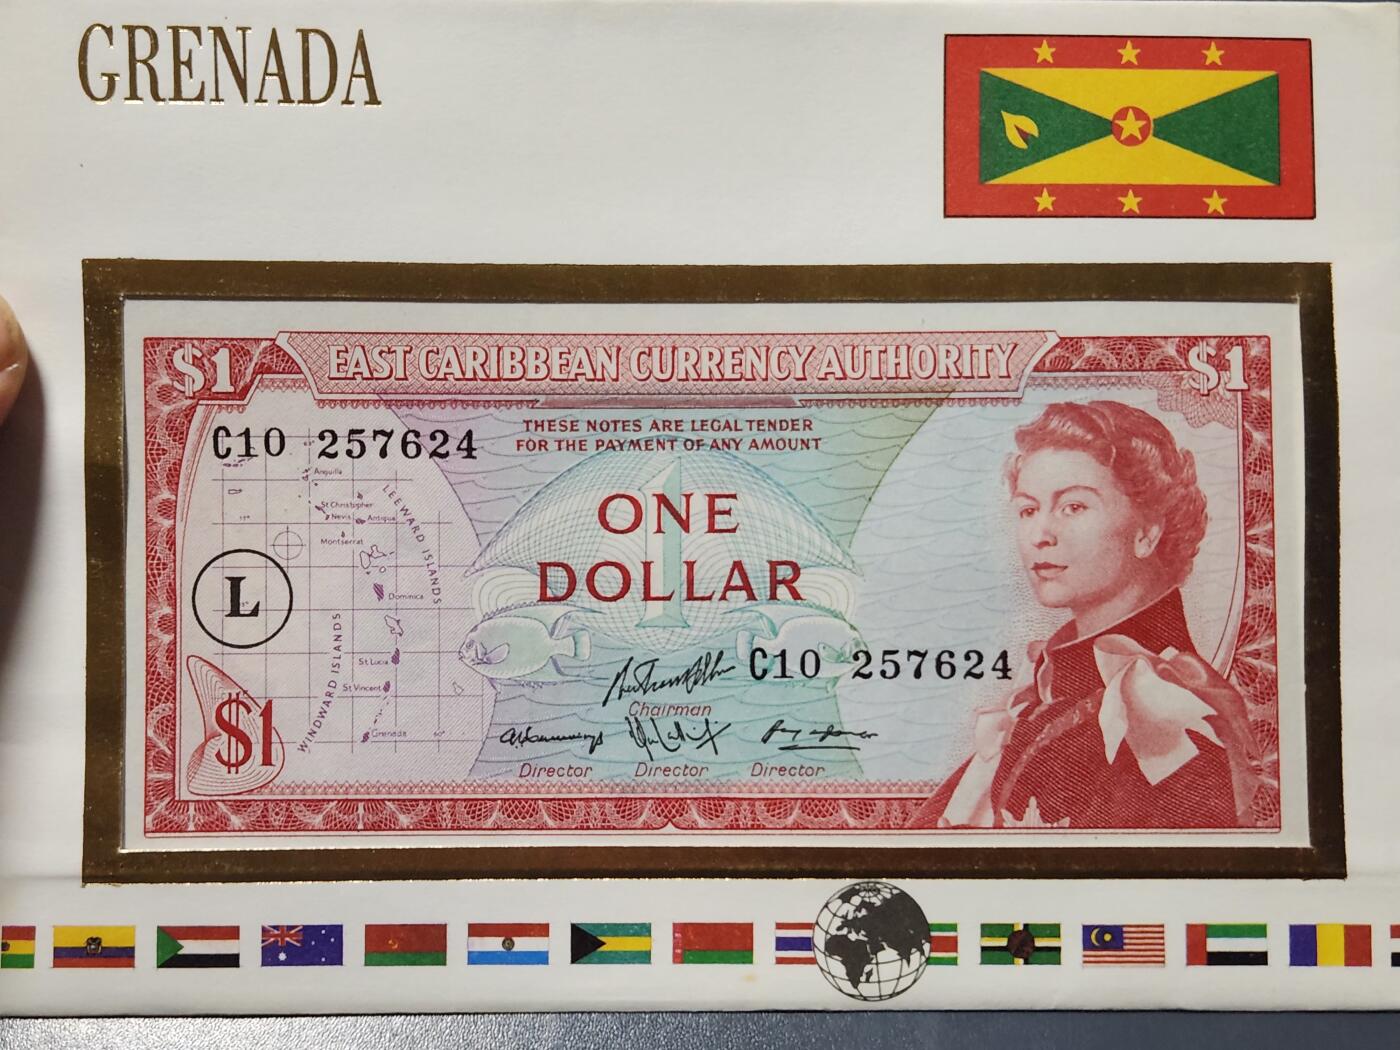 GRENADA
$1 EAST CARIBBEAN CURRENCY AUTHORITY $1
THESE NOTES ARE LEGAL TENDER
FOR THE PAYMENT OF ANY AMOUNT
C10 257624
Anguilla
St Christopher
Nevis
Antigua
Montserrat
LEEWARD ISLANDS
Dominica
St Lucia
St Vincent
Grenada
WINDWARD ISLANDS
L
1
ONE
DOLLAR
C10 257624
Chairman
$1
Director Director Director